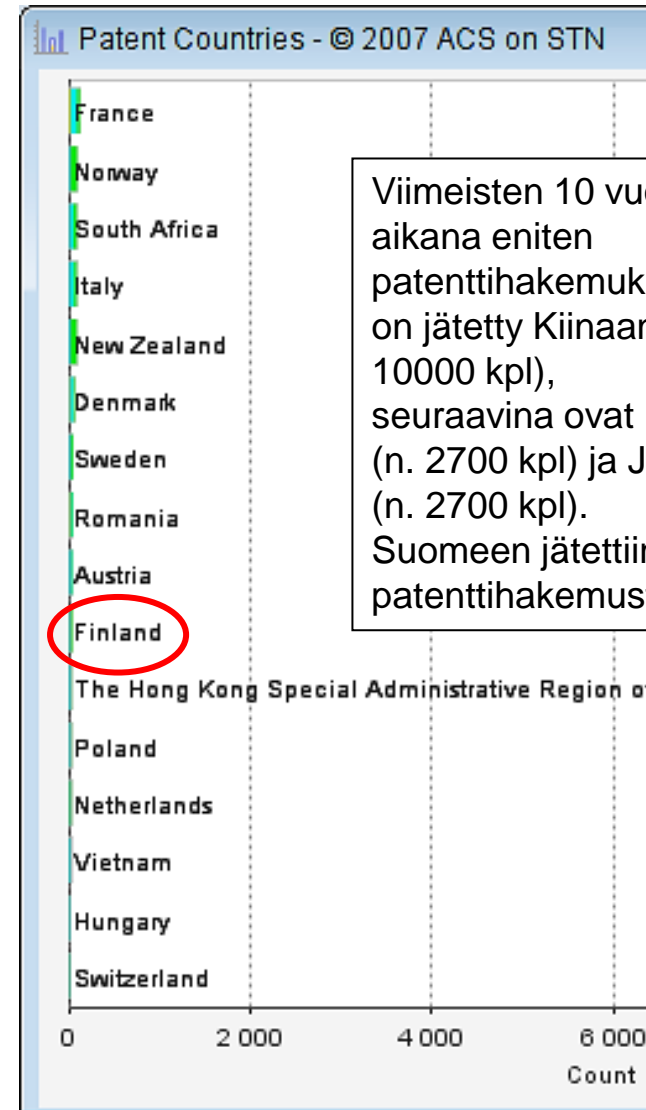 Patent Countries - © 2007 ACS on STN
France
Norway
South Africa
Italy
New Zealand
Denmark
Sweden
Romania
Austria
Finland
The Hong Kong Special Administrative Region
Poland
Netherlands
Vietnam
Hungary
Switzerland
Viimeisten 10
aikana eniten
on jätetty
10000 kpl),
seuraavina ovat
(n. 2700 kpl) ja
(n. 2700 kpl).
Suomeen
0 2 000 4 000 6 000
Count